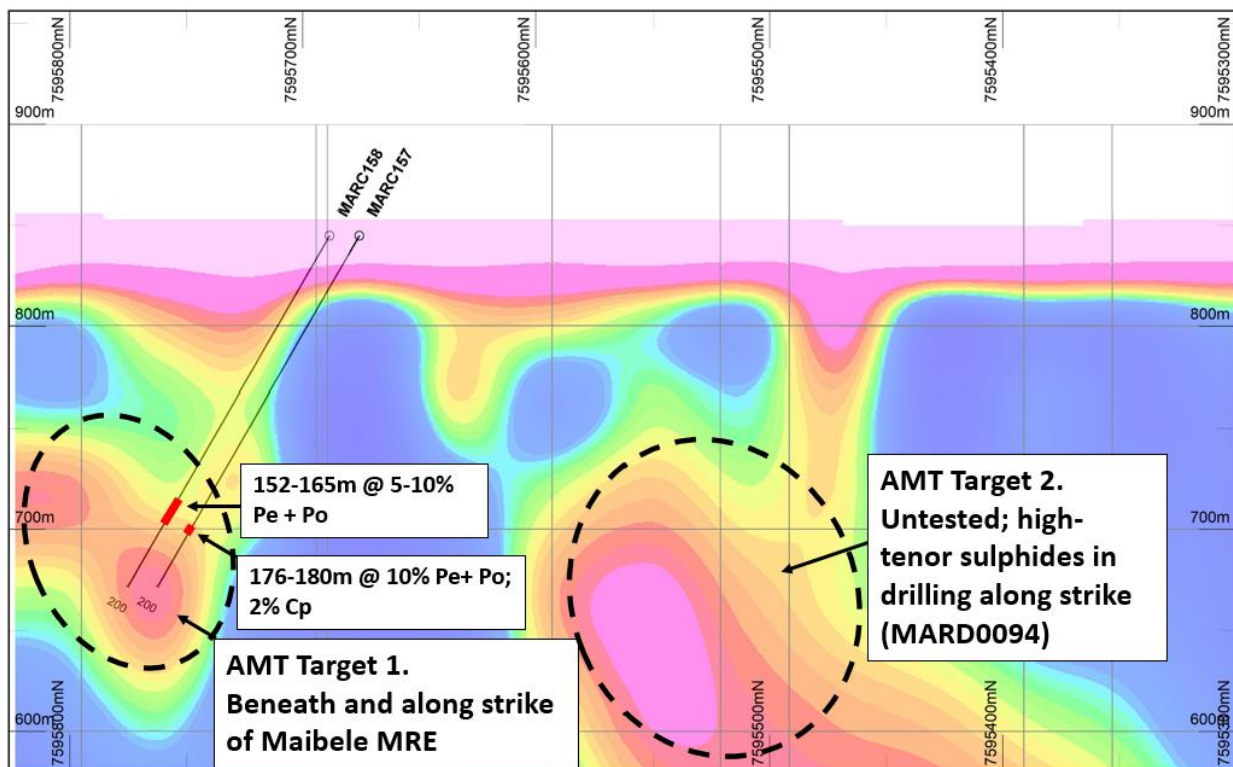 7595800mN
7595700mN
7595600mN
7595500mN
7595400mN
7595300mN
900m
900m
MARC158
MARC157
800m
800m
152-165m @ 5-10%
Pe + Po
700m
700m
176-180m @ 10% Pe+ Po;
2% Cp
200
200
AMT Target 1.
Beneath and along strike
of Maibele MRE
AMT Target 2.
Untested; high-
tenor sulphides in
drilling along strike
(MARD0094)
600m
600m
7595800mN
7595500mN
7595400mN
7595300mN